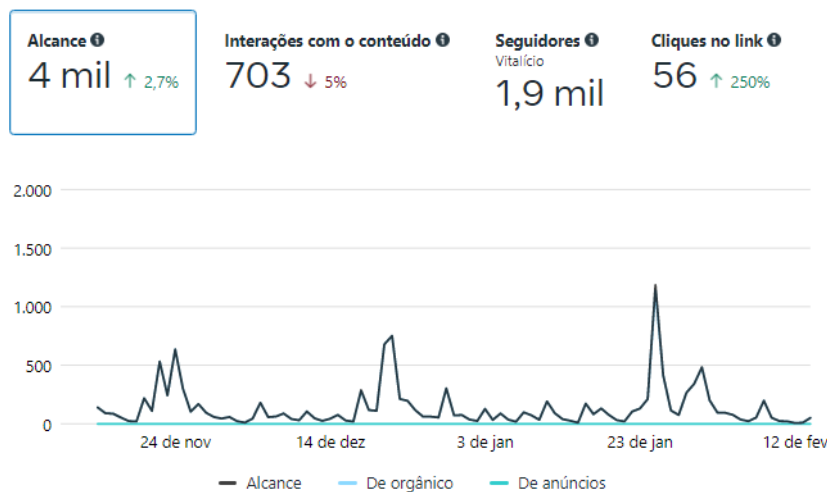 Alcance
4 mil ↑ 2,7%
Interações com o conteúdo
703 ↓ 5%
Seguidores
Vitalício
1,9 mil
Cliques no link
56 ↑ 250%
2.000
1.500
1.000
500
0
24 de nov
14 de dez
3 de jan
23 de jan
12 de fev
Alcance
De orgânico
De anúncios